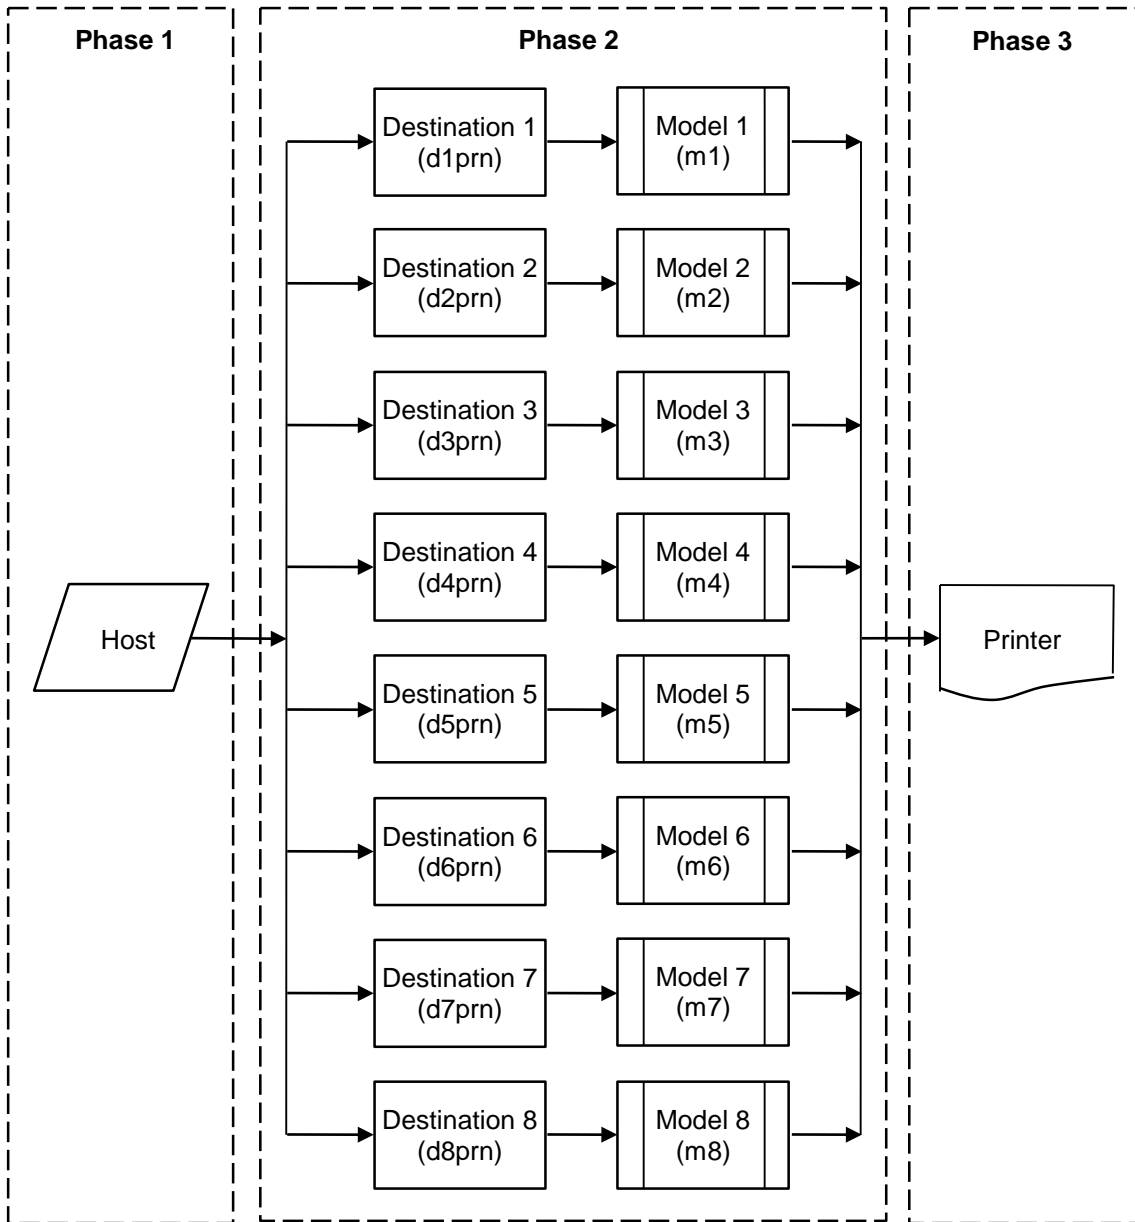 Phase 1
Phase 2
Phase 3
Destination 1
(d1prn)
Model 1
(m1)
Destination 2
(d2prn)
Model 2
(m2)
Destination 3
(d3prn)
Model 3
(m3)
Destination 4
(d4prn)
Model 4
(m4)
Host
Printer
Destination 5
(d5prn)
Model 5
(m5)
Destination 6
(d6prn)
Model 6
(m6)
Destination 7
(d7prn)
Model 7
(m7)
Destination 8
(d8prn)
Model 8
(m8)